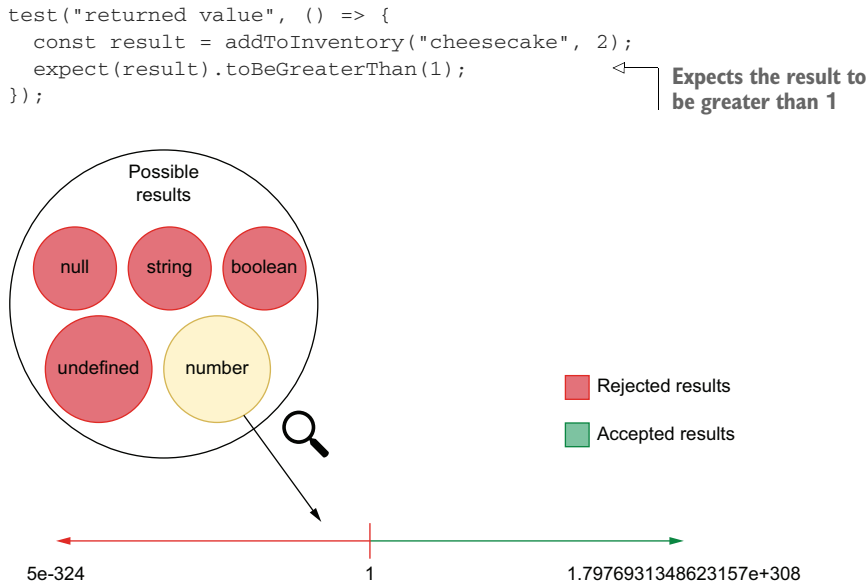 test("returned value", () => {
const result = addToInventory("cheesecake", 2);
expect(result).toBeGreaterThan(1);
});
Expects the result to
be greater than 1
Possible
results
null
string
boolean
undefined
number
Rejected results
Accepted results
5e-324
1
1.7976931348623157e+308